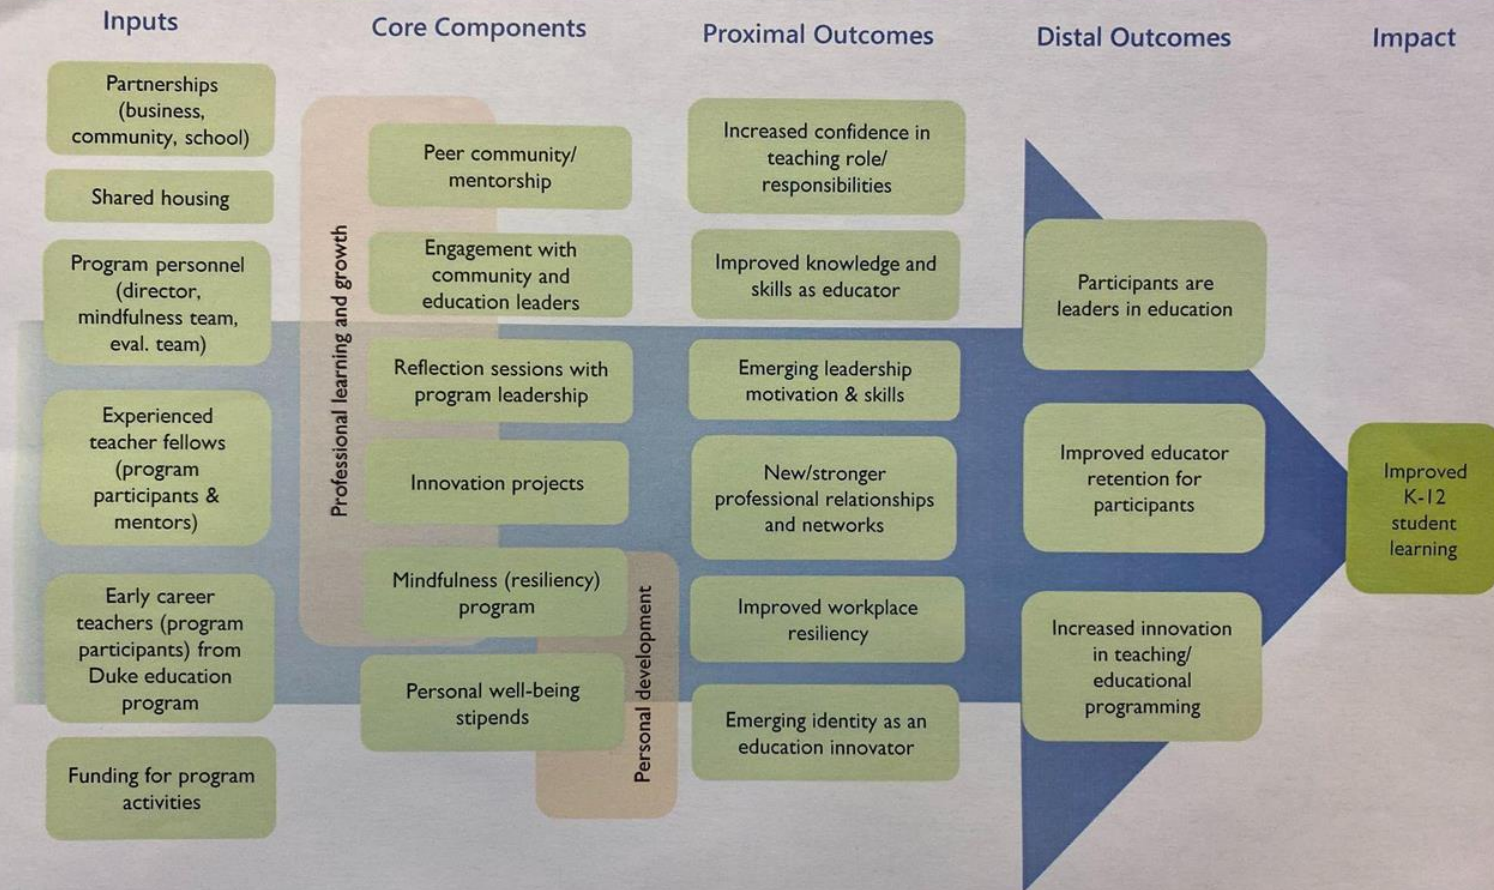 Inputs
Core Components
Proximal Outcomes
Distal Outcomes
Impact
Partnerships
(business,
community, school)
Shared housing
Program personnel
(director,
mindfulness team,
eval. team)
Experienced
teacher fellows
(program
participants &
mentors)
Early career
teachers (program
participants) from
Duke education
program
Funding for program
activities
Professional learning and growth
Peer community/
mentorship
Engagement with
community and
education leaders
Reflection sessions with
program leadership
Innovation projects
Mindfulness (resiliency)
program
Personal well-being
stipends
Personal development
Increased confidence in
teaching role/
responsibilities
Improved knowledge and
skills as educator
Emerging leadership
motivation & skills
New/stronger
professional relationships
and networks
Improved workplace
resiliency
Emerging identity as an
education innovator
Participants are
leaders in education
Improved educator
retention for
participants
Increased innovation
in teaching/
educational
programming
Improved
K-12
student
learning